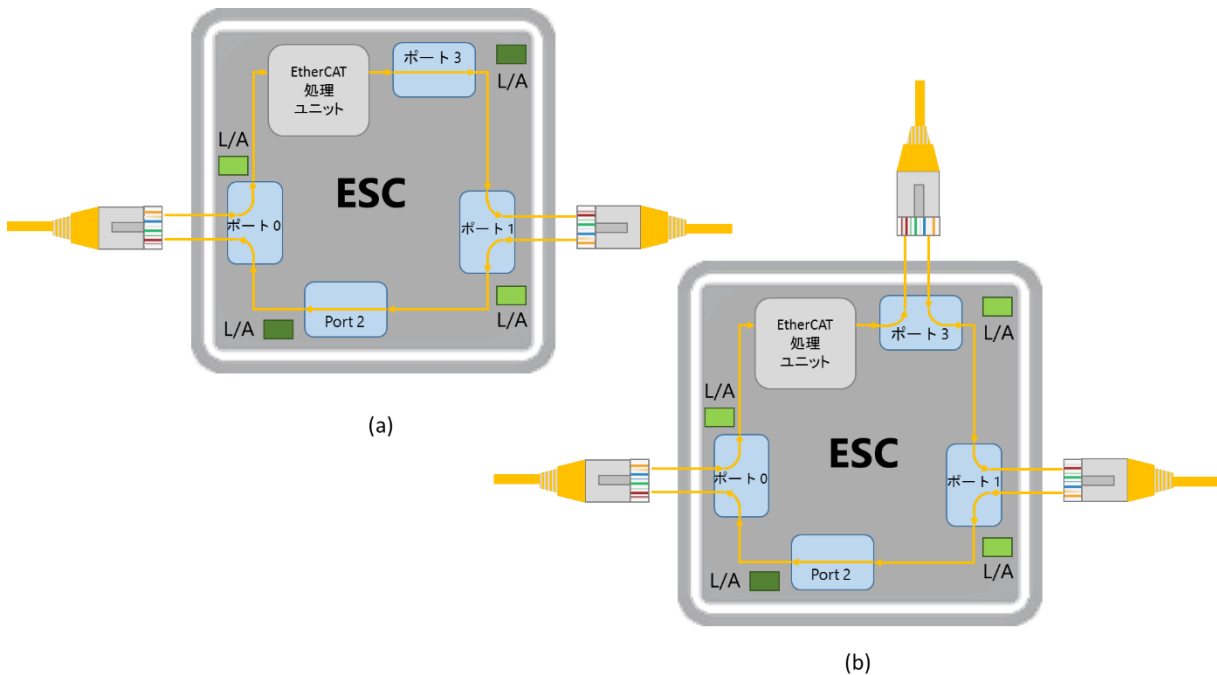 EtherCAT
処理
ユニット
ポート 3
L/A
L/A
ESC
ポート 0
ポート 1
L/A
Port 2
L/A
(a)
EtherCAT
処理
ユニット
ポート 3
L/A
L/A
ESC
ポート 0
ポート 1
L/A
Port 2
L/A
(b)